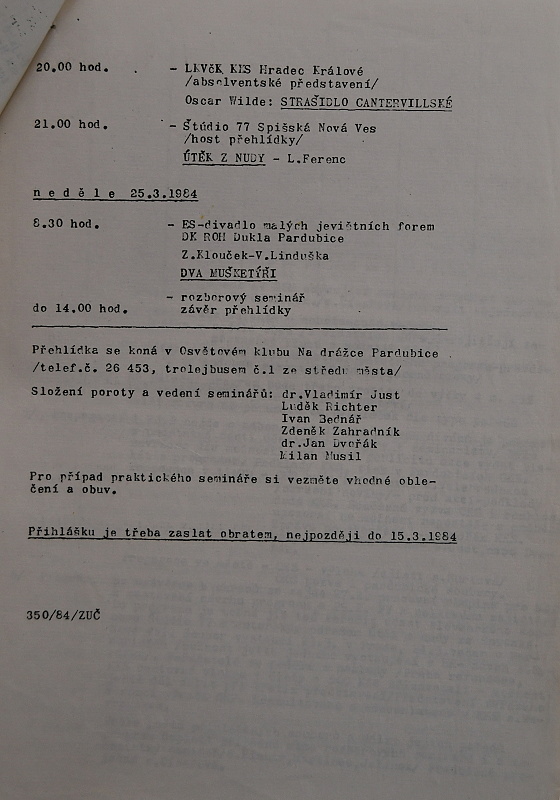 20.00 hod. - LKVčK KKS Hradec Králové
/absolventské představení/
Oscar Wilde: STRAŠIDLO CANTERVILLSKÉ
21.00 hod. - Štúdio 77 Spišská Nová Ves
/host přehlídky/
ÚTĚK Z NUDY - L.Ferenc
n e d ě l e 25.3.1984
8.30 hod. - ES-divadlo malých jevištních forem
DK ROH Dukla Pardubice
Z.Klouček-V.Linduška
DVA MUŠKETÝŘI
- rozborový seminář
do 14.00 hod. závěr přehlídky
Přehlídka se koná v Osvětovém klubu Na drážce Pardubice
/telef.č. 26 453, trolejbusem č.1 ze středu města/
Složení poroty a vedení seminářů: dr.Vladimír Just
Luděk Richter
Ivan Bednář
Zdeněk Zahradník
dr.Jan Dvořák
Milan Musil
Pro případ praktického semináře si vezměte vhodné oble-
čení a obuv.
Přihlášku je třeba zaslat obratem, nejpozději do 15.3.1984
350/84/ZUČ